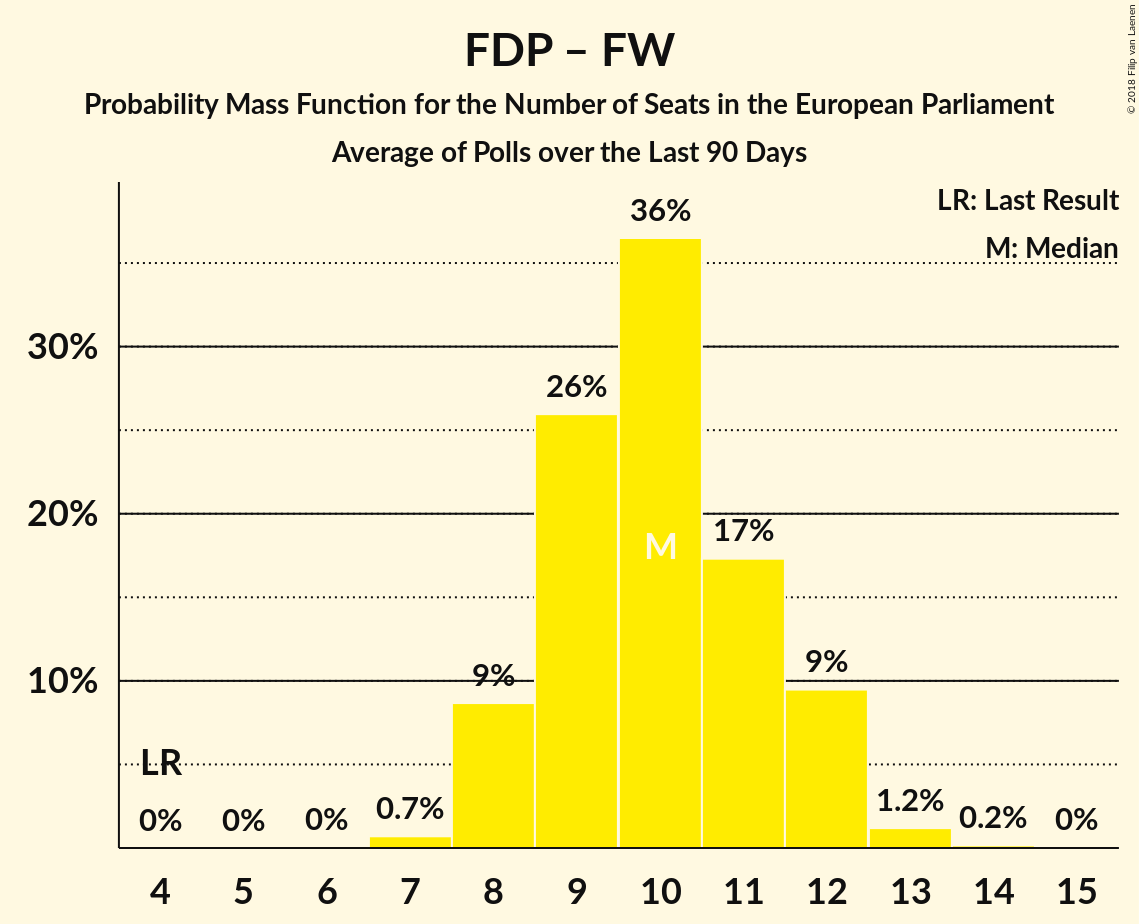 FDP – FW
Probability Mass Function for the Number of Seats in the European Parliament
Average of Polls over the Last 90 Days
© 2018 Filip van Laenen
LR: Last Result
M: Median
36%
30%
26%
20%
17%
M
10%
9%
9%
LR
0%
0%
0%
0.7%
1.2%
0.2%
0%
4 5 6 7 8 9 10 11 12 13 14 15